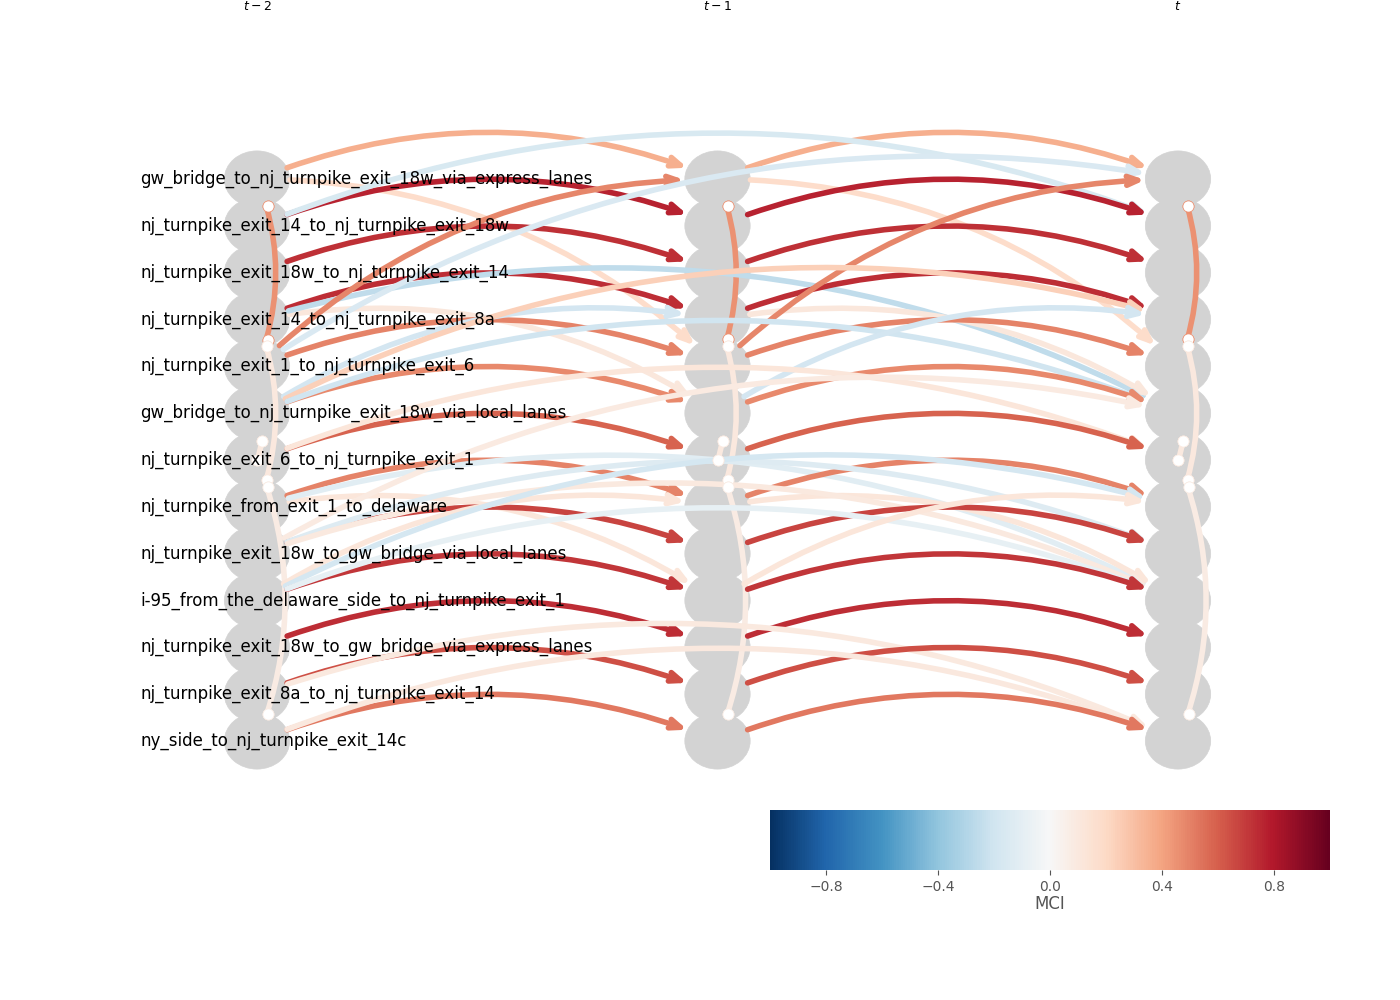 t − 2 t − 1 t
gw_bridge_to_nj_turnpike_exit_18w_via_express_lanes
nj_turnpike_exit_14_to_nj_turnpike_exit_18w
nj_turnpike_exit_18w_to_nj_turnpike_exit_14
nj_turnpike_exit_14_to_nj_turnpike_exit_8a
nj_turnpike_exit_1_to_nj_turnpike_exit_6
gw_bridge_to_nj_turnpike_exit_18w_via_local_lanes
nj_turnpike_exit_6_to_nj_turnpike_exit_1
nj_turnpike_from_exit_1_to_delaware
nj_turnpike_exit_18w_to_gw_bridge_via_local_lanes
i-95_from_the_delaware_side_to_nj_turnpike_exit_1
nj_turnpike_exit_18w_to_gw_bridge_via_express_lanes
nj_turnpike_exit_8a_to_nj_turnpike_exit_14
ny_side_to_nj_turnpike_exit_14c
−0.8 −0.4 0.0 0.4 0.8
MCI